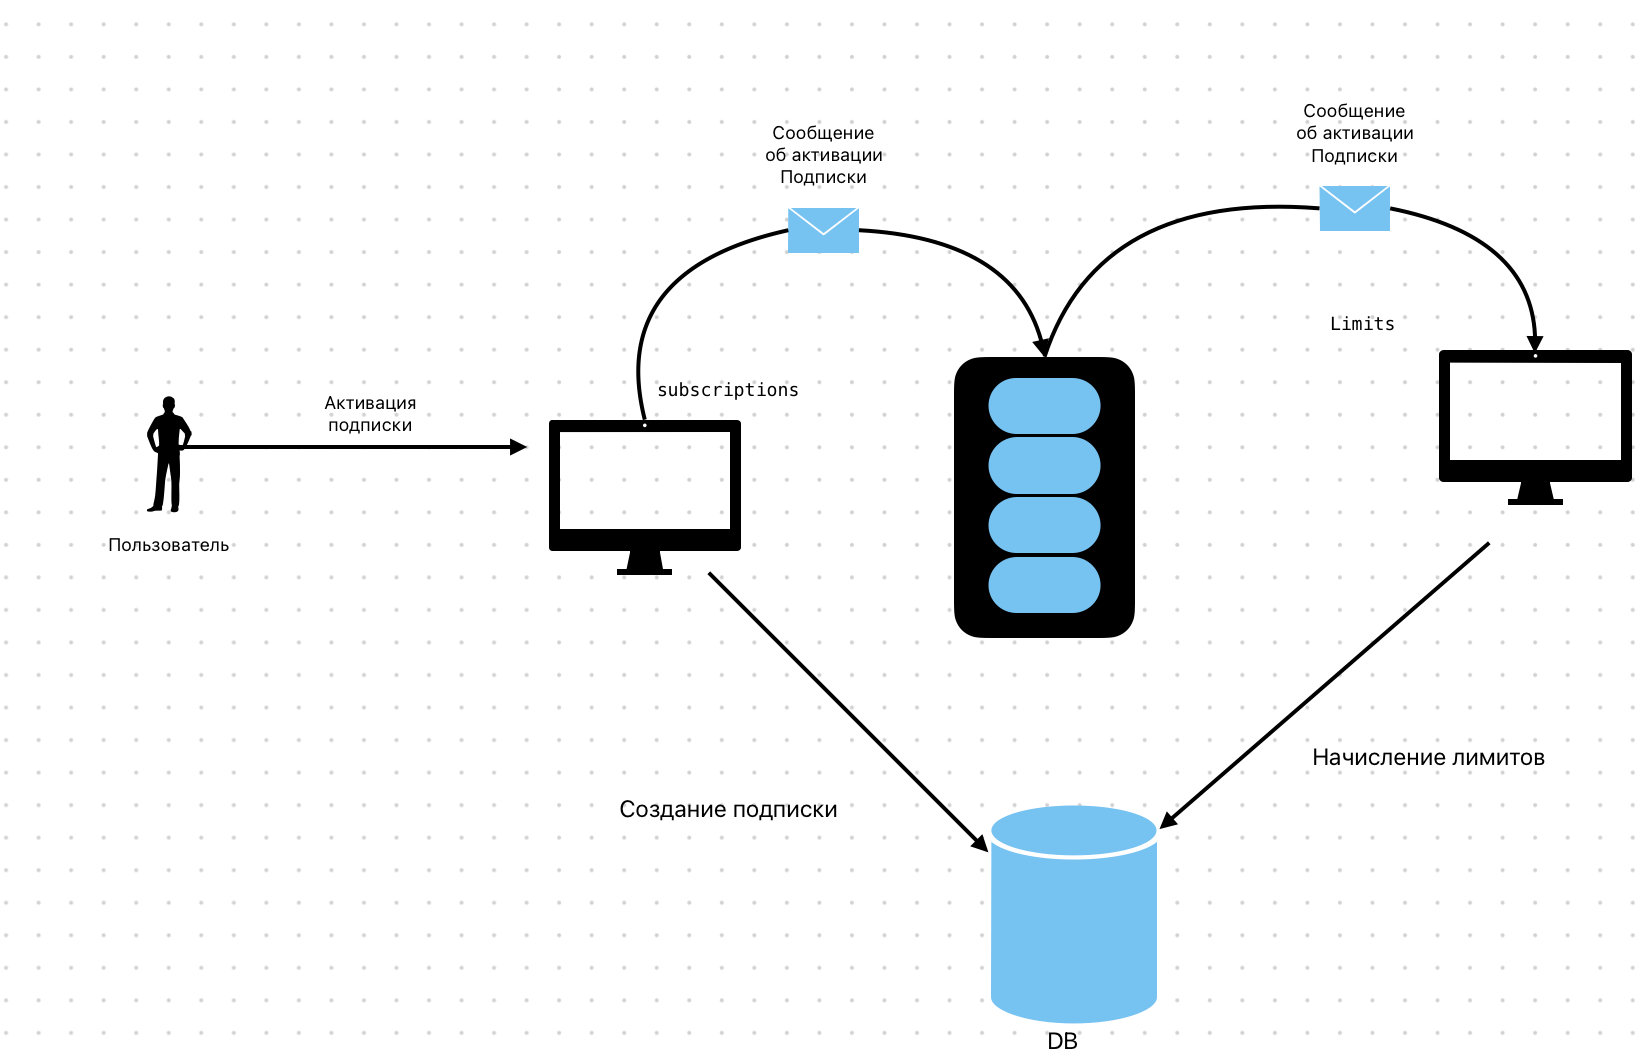 Сообщение
об активации
Подписки
Сообщение
об активации
Подписки
Limits
subscriptions
Активация
подписки
Пользователь
Начисление лимитов
Создание подписки
DB